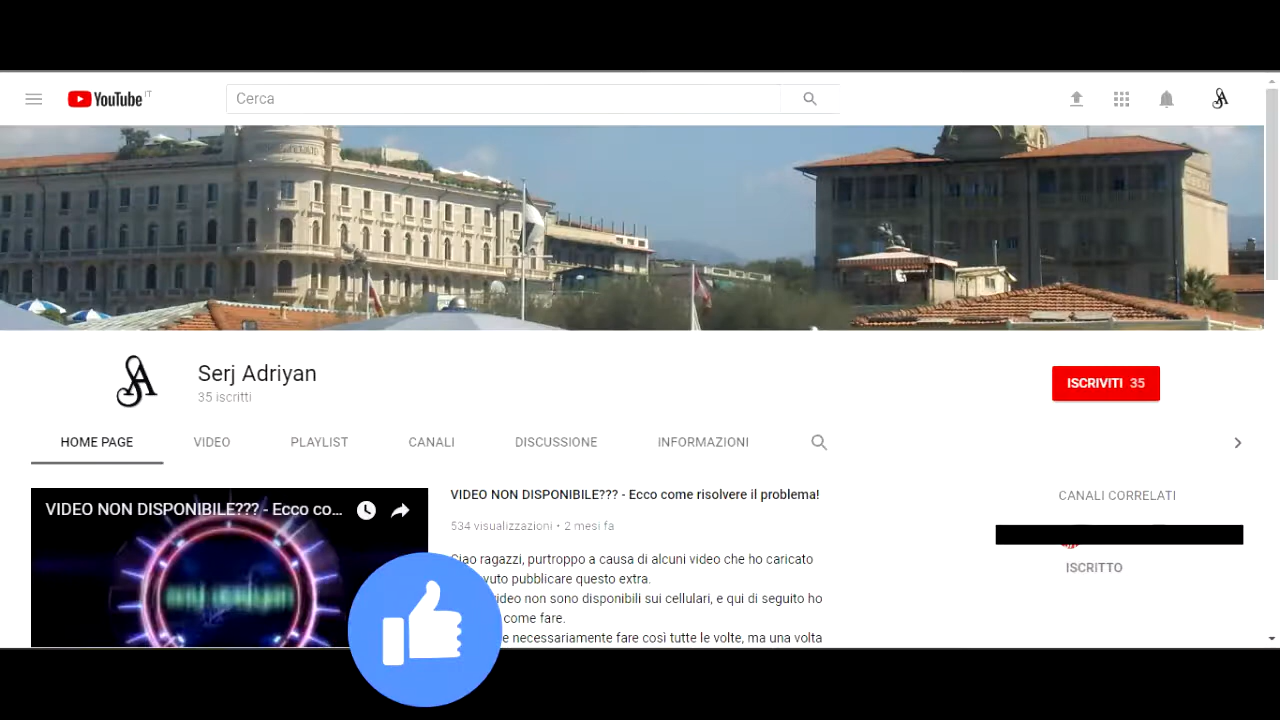 YouTube IT
Cerca
Serj Adriyan
35 iscritti
ISCRIVITI 35
HOME PAGE
VIDEO
PLAYLIST
CANALI
DISCUSSIONE
INFORMAZIONI
VIDEO NON DISPONIBILE??? - Ecco co...
VIDEO NON DISPONIBILE??? - Ecco come risolvere il problema!
534 visualizzazioni • 2 mesi fa
Ciao ragazzi, purtroppo a causa di alcuni video che ho caricato
vuto pubblicare questo extra.
ideo non sono disponibili sui cellulari, e qui di seguito ho
come fare.
e necessariamente fare così tutte le volte, ma una volta
CANALI CORRELATI
ISCRITTO